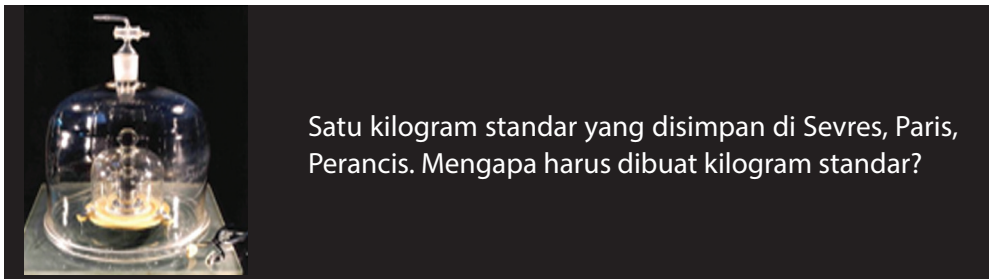 Satu kilogram standar yang disimpan di Sevres, Paris,
Perancis. Mengapa harus dibuat kilogram standar?